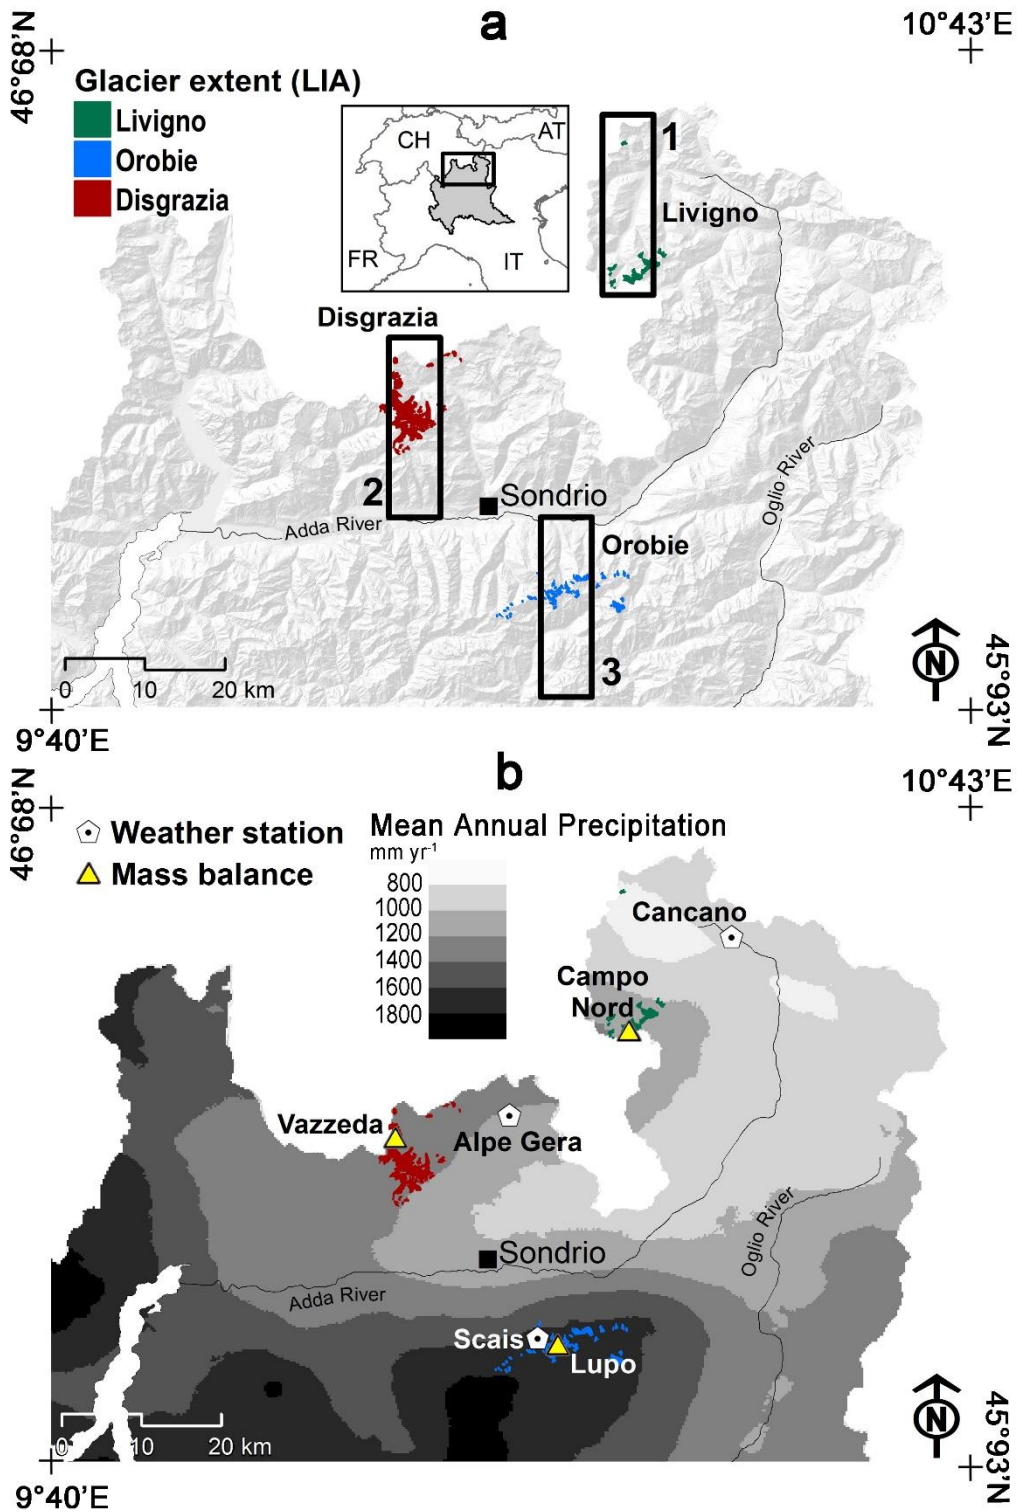 a
46°68'N
10°43'E
Glacier extent (LIA)
Livigno
Orobie
Disgrazia
CH
AT
FR
IT
1
Livigno
Disgrazia
2
Sondrio
Adda River
Oglio River
Orobie
3
0 10 20 km
N
45°93'N
9°40'E
b
46°68'N
10°43'E
Weather station
Mass balance
Mean Annual Precipitation
mm yr⁻¹
800
1000
1200
1400
1600
1800
Cancano
Campo
Nord
Vazzeda
Alpe Gera
Sondrio
Adda River
Oglio River
Scais
Lupo
0 10 20 km
N
45°93'N
9°40'E